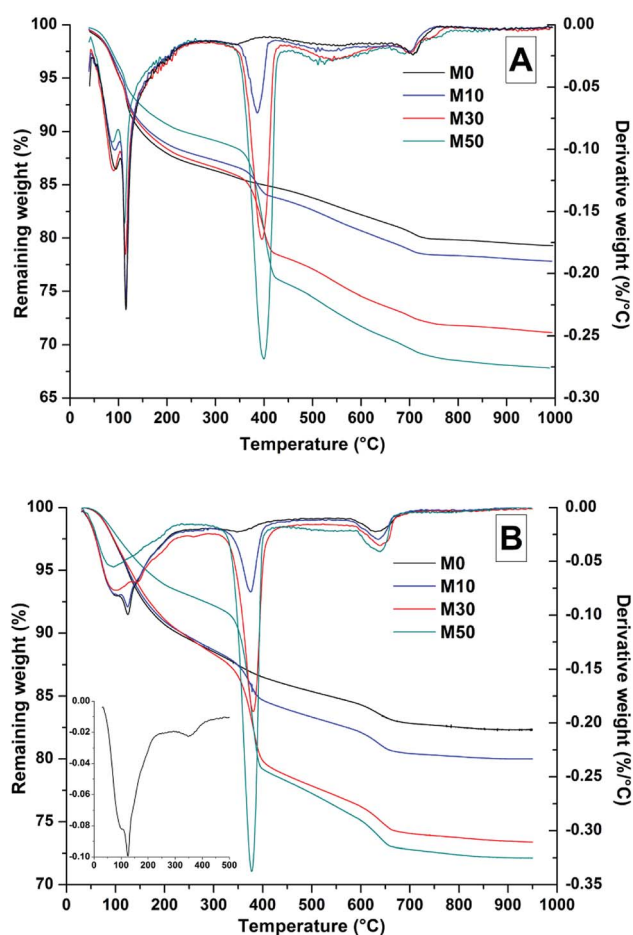 A
M0
M10
M30
M50
Remaining weight (%)
100
95
90
85
80
75
70
65
Derivative weight (%/°C)
0.00
-0.05
-0.10
-0.15
-0.20
-0.25
-0.30
0 100 200 300 400 500 600 700 800 900 1000
Temperature (°C)
B
M0
M10
M30
M50
Remaining weight (%)
100
95
90
85
80
75
70
Derivative weight (%/°C)
0.00
-0.05
-0.10
-0.15
-0.20
-0.25
-0.30
-0.35
0.00
-0.02
-0.04
-0.06
-0.08
-0.10
0 100 200 300 400 500
0 100 200 300 400 500 600 700 800 900 1000
Temperature (°C)